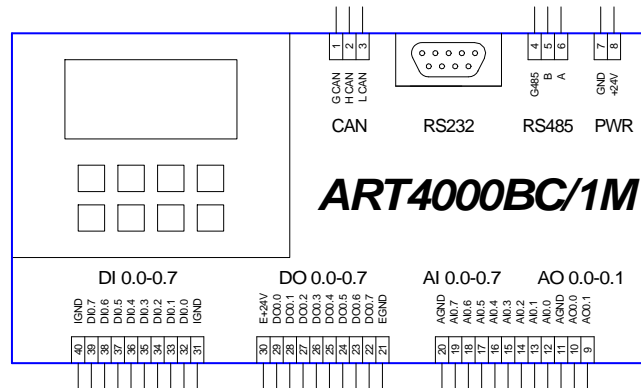 1 2 3 4 5 6 7 8
G CAN H CAN L CAN G485 B A GND +24V
CAN RS232 RS485 PWR
ART4000BC/1M
DI 0.0-0.7 DO 0.0-0.7 AI 0.0-0.7 AO 0.0-0.1
IGND DI0.7 DI0.6 DI0.5 DI0.4 DI0.3 DI0.2 DI0.1 DI0.0 IGND E+24V DO0.0 DO0.1 DO0.2 DO0.3 DO0.4 DO0.5 DO0.6 DO0.7 EGND AGND AI0.7 AI0.6 AI0.5 AI0.4 AI0.3 AI0.2 AI0.1 AI0.0 AGND AO0.0 AO0.1
40 39 38 37 36 35 34 33 32 31 30 29 28 27 26 25 24 23 22 21 20 19 18 17 16 15 14 13 12 11 10 9